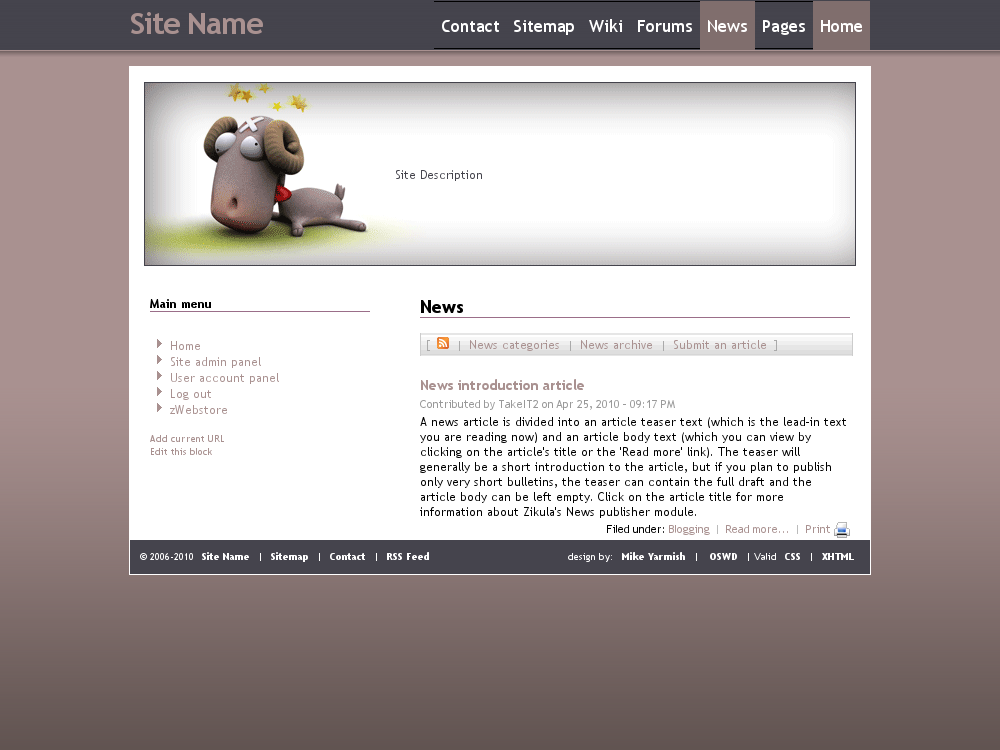 Site Name
Contact Sitemap Wiki Forums News Pages Home
Site Description
Main menu
Home
Site admin panel
User account panel
Log out
zWebstore
Add current URL
Edit this block
News
[ | News categories | News archive | Submit an article ]
News introduction article
Contributed by TakeIT2 on Apr 25, 2010 - 09:17 PM
A news article is divided into an article teaser text (which is the lead-in text
you are reading now) and an article body text (which you can view by
clicking on the article's title or the 'Read more' link). The teaser will
generally be a short introduction to the article, but if you plan to publish
only very short bulletins, the teaser can contain the full draft and the
article body can be left empty. Click on the article title for more
information about Zikula's News publisher module.
Filed under: Blogging | Read more... | Print
© 2006-2010 Site Name | Sitemap | Contact | RSS Feed
design by: Mike Yarmish | OSWD | Valid CSS | XHTML